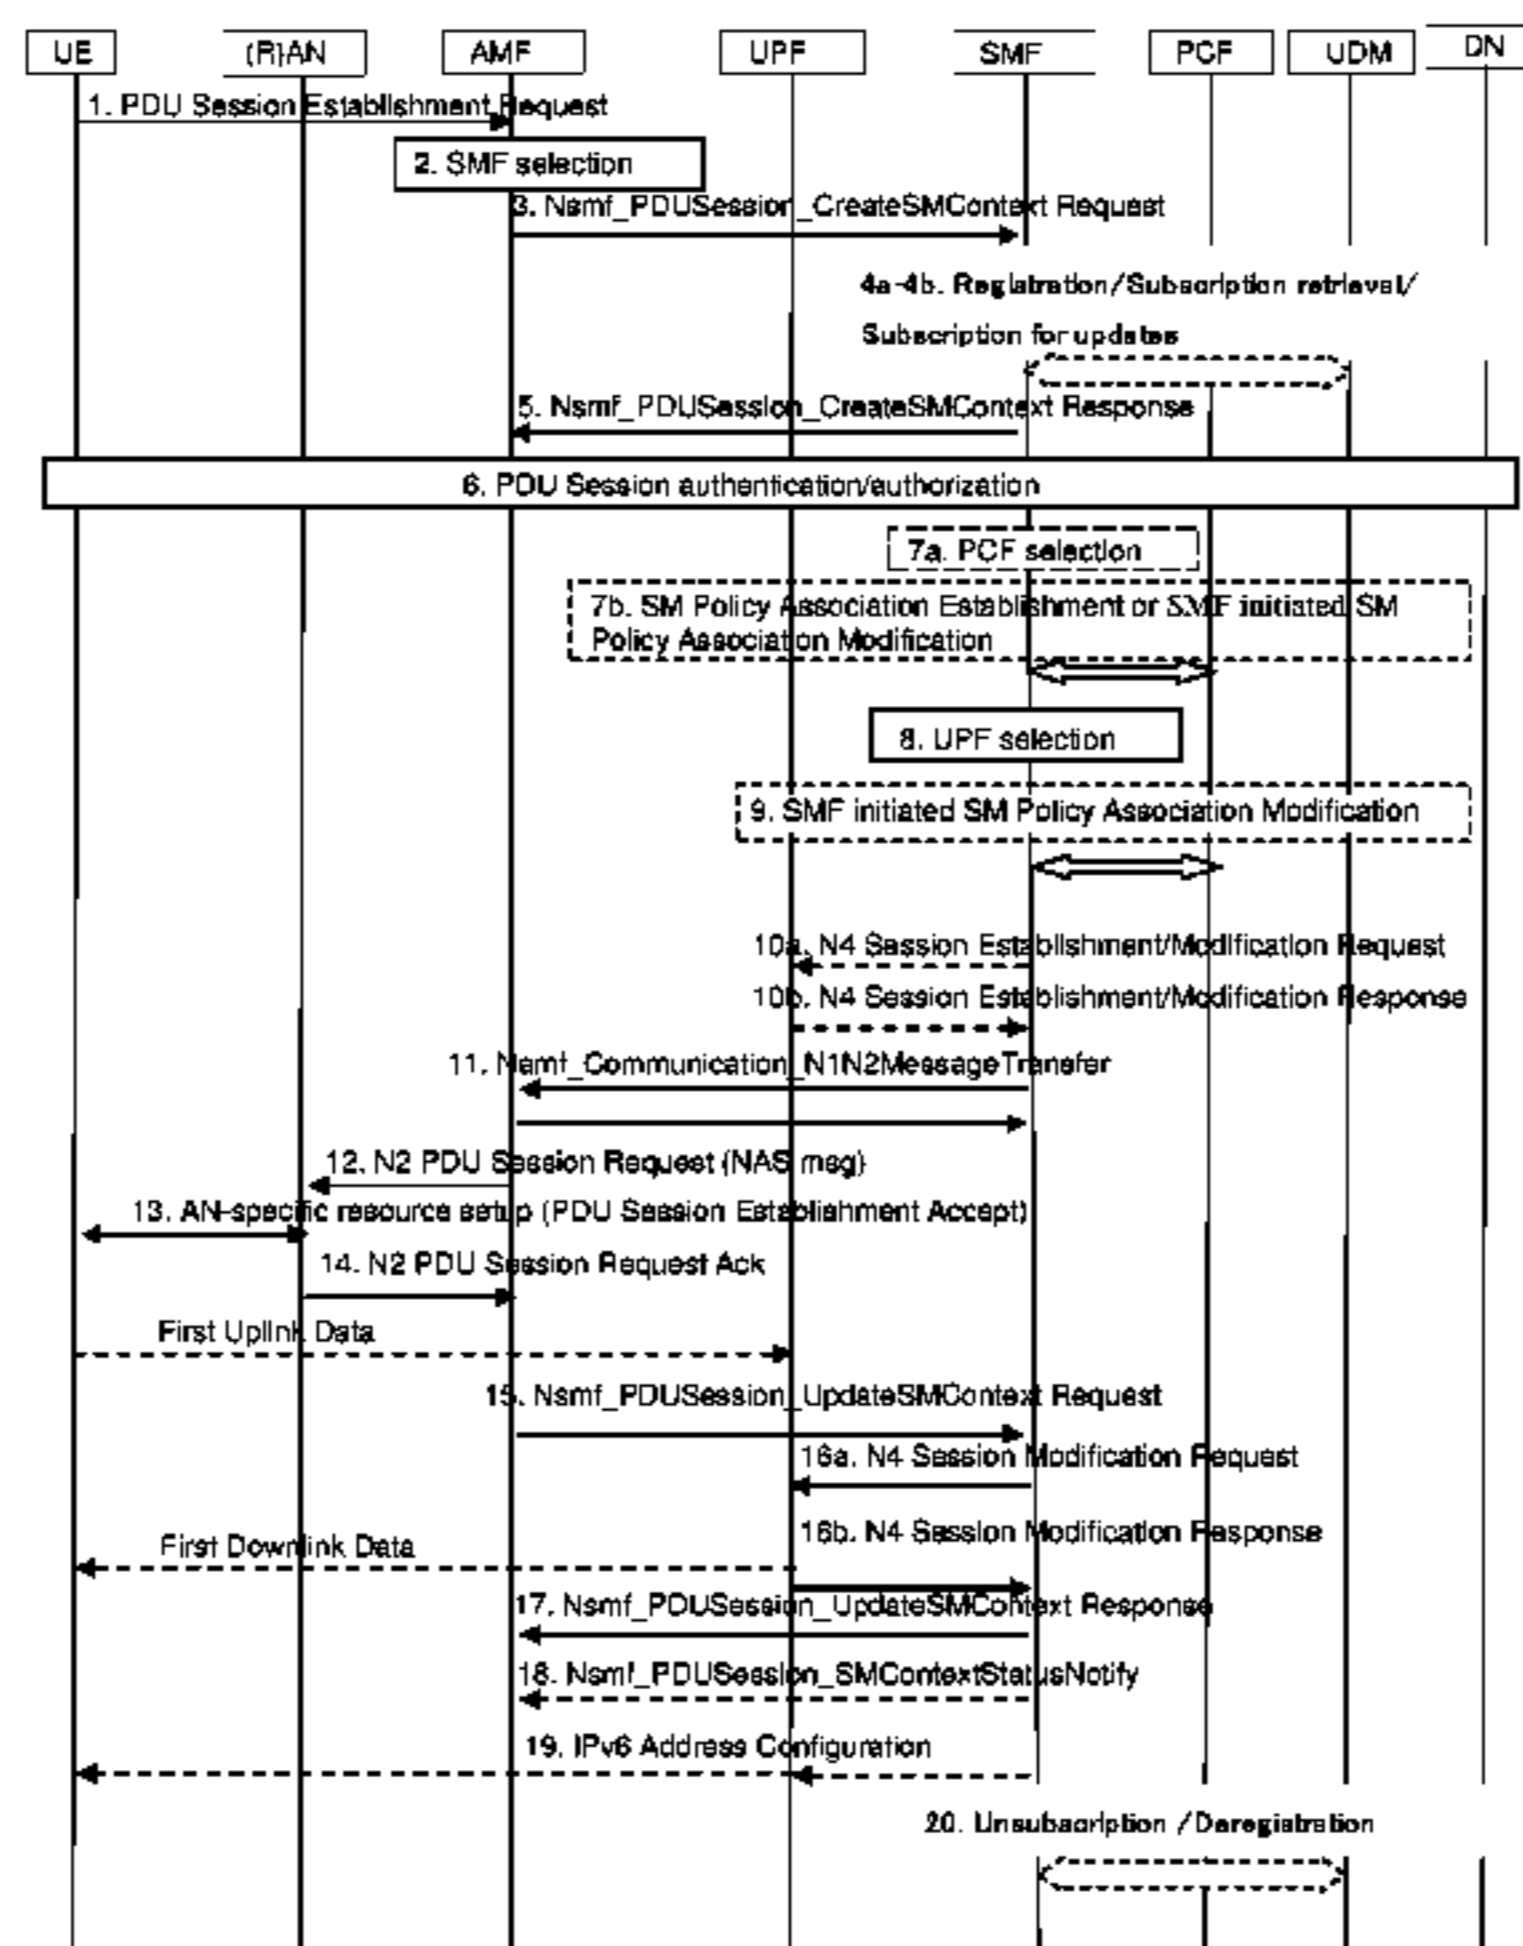 UE (R)AN AMF UPF SMF PCF UDM DN
1. PDU Session Establishment Request
2. SMF selection
3. Nsmf_PDUSession_CreateSMContext Request
4a-4b. Registration/Subscription retrieval/
Subscription for updates
5. Nsmf_PDUSession_CreateSMContext Response
6. PDU Session authentication/authorization
7a. PCF selection
7b. SM Policy Association Establishment or SMF initiated SM
Policy Association Modification
8. UPF selection
9. SMF initiated SM Policy Association Modification
10a. N4 Session Establishment/Modification Request
10b. N4 Session Establishment/Modification Response
11. Namf_Communication_N1N2MessageTransfer
12. N2 PDU Session Request (NAS msg)
13. AN-specific resource setup (PDU Session Establishment Accept)
14. N2 PDU Session Request Ack
First Uplink Data
15. Nsmf_PDUSession_UpdateSMContext Request
16a. N4 Session Modification Request
16b. N4 Session Modification Response
First Downlink Data
17. Nsmf_PDUSession_UpdateSMContext Response
18. Nsmf_PDUSession_SMContextStatusNotify
19. IPv6 Address Configuration
20. Unsubscription /Deregistration